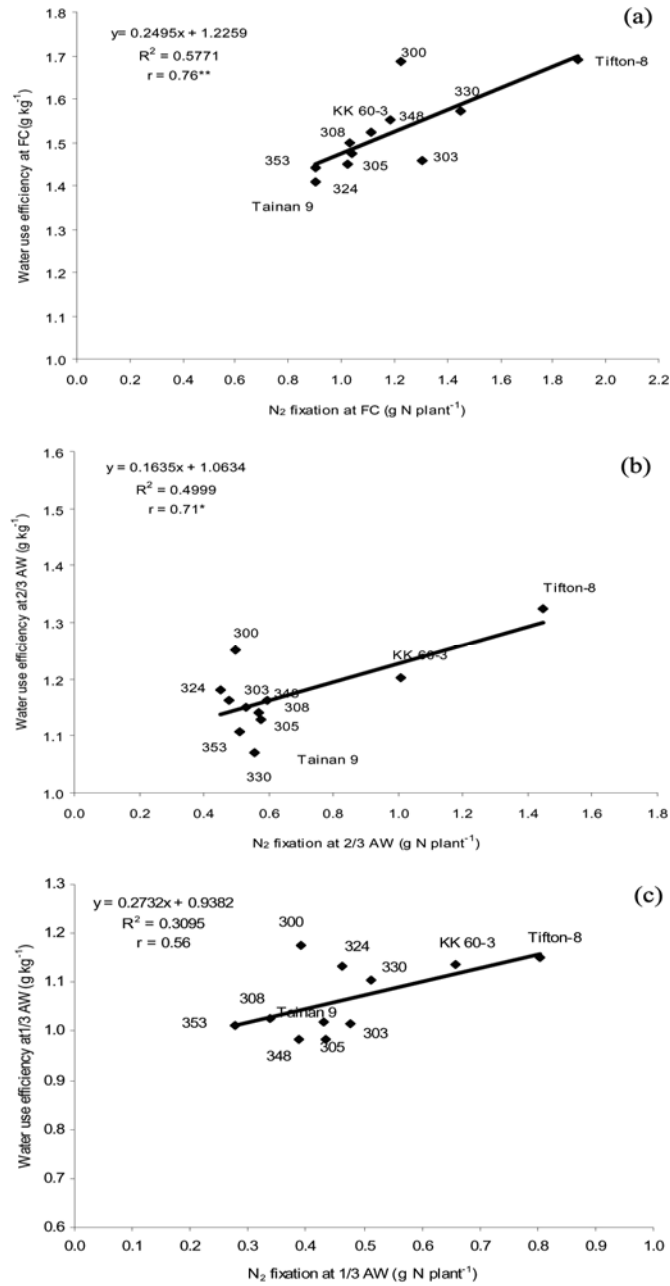 (a)
y= 0.2495x + 1.2259
R² = 0.5771
r = 0.76**
1.8
1.7
1.6
1.5
1.4
1.3
1.2
1.1
1.0
Water use efficiency at FC(g kg⁻¹)
300
Tifton-8
330
KK 60-3
348
308
353
305
303
324
Tainan 9
0.0 0.2 0.4 0.6 0.8 1.0 1.2 1.4 1.6 1.8 2.0 2.2
N₂ fixation at FC (g N plant⁻¹)
(b)
y = 0.1635x + 1.0634
R² = 0.4999
r = 0.71*
1.6
1.5
1.4
1.3
1.2
1.1
1.0
Water use efficiency at 2/3 AW (g kg⁻¹)
Tifton-8
300
KK 60-3
324
303
348
308
305
353
Tainan 9
330
0.0 0.2 0.4 0.6 0.8 1.0 1.2 1.4 1.6 1.8
N₂ fixation at 2/3 AW (g N plant⁻¹)
(c)
y = 0.2732x + 0.9382
R² = 0.3095
r = 0.56
1.3
1.2
1.1
1.0
0.9
0.8
0.7
0.6
Water use efficiency at1/3 AW (g kg⁻¹)
300
324
KK 60-3
Tifton-8
330
308
Tainan 9
353
303
348
305
0.0 0.1 0.2 0.3 0.4 0.5 0.6 0.7 0.8 0.9 1.0
N₂ fixation at 1/3 AW (g N plant⁻¹)